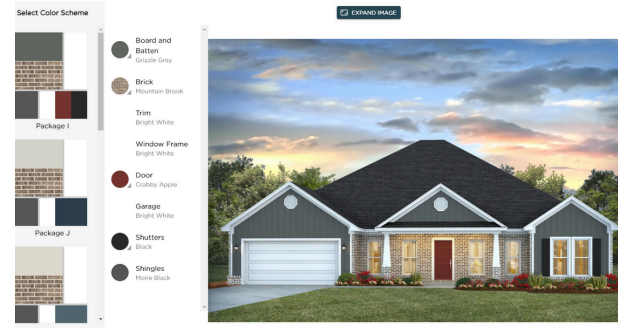 Select Color Scheme
EXPAND IMAGE
Package I
Package J
Board and
Batten
Grizzle Gray
Brick
Mountain Brook
Trim
Bright White
Window Frame
Bright White
Door
Crabby Apple
Garage
Bright White
Shutters
Black
Shingles
Moire Black